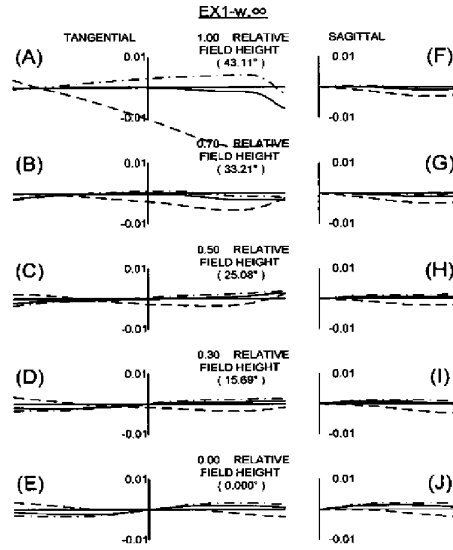 EX1-w.∞
TANGENTIAL
SAGITTAL
(A)
0.01
-0.01
1.00 RELATIVE
FIELD HEIGHT
( 43.11° )
0.01
-0.01
(F)
(B)
0.01
-0.01
0.70 RELATIVE
FIELD HEIGHT
( 33.21° )
0.01
-0.01
(G)
(C)
0.01
-0.01
0.50 RELATIVE
FIELD HEIGHT
( 25.08° )
0.01
-0.01
(H)
(D)
0.01
-0.01
0.30 RELATIVE
FIELD HEIGHT
( 15.69° )
0.01
-0.01
(I)
(E)
0.01
-0.01
0.00 RELATIVE
FIELD HEIGHT
( 0.000° )
0.01
-0.01
(J)